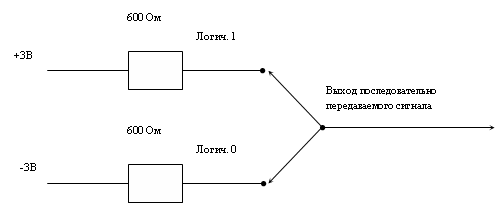 600 Ом
Логич. 1
+3В
Выход последовательно
передаваемого сигнала
600 Ом
Логич. 0
-3В